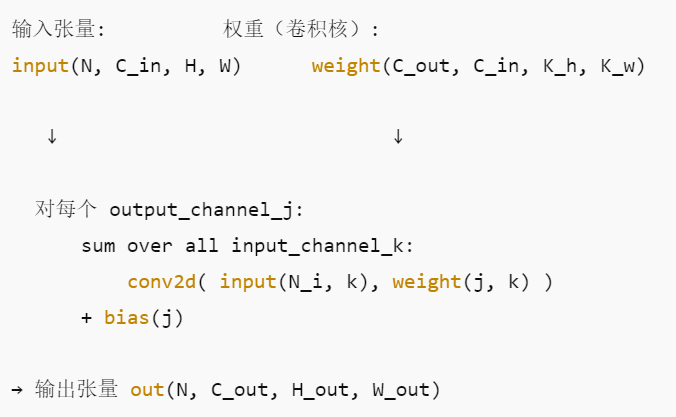 输入张量: 权重（卷积核）:
input(N, C_in, H, W) weight(C_out, C_in, K_h, K_w)
↓ ↓
对每个 output_channel_j:
sum over all input_channel_k:
conv2d( input(N_i, k), weight(j, k) )
+ bias(j)
→ 输出张量 out(N, C_out, H_out, W_out)